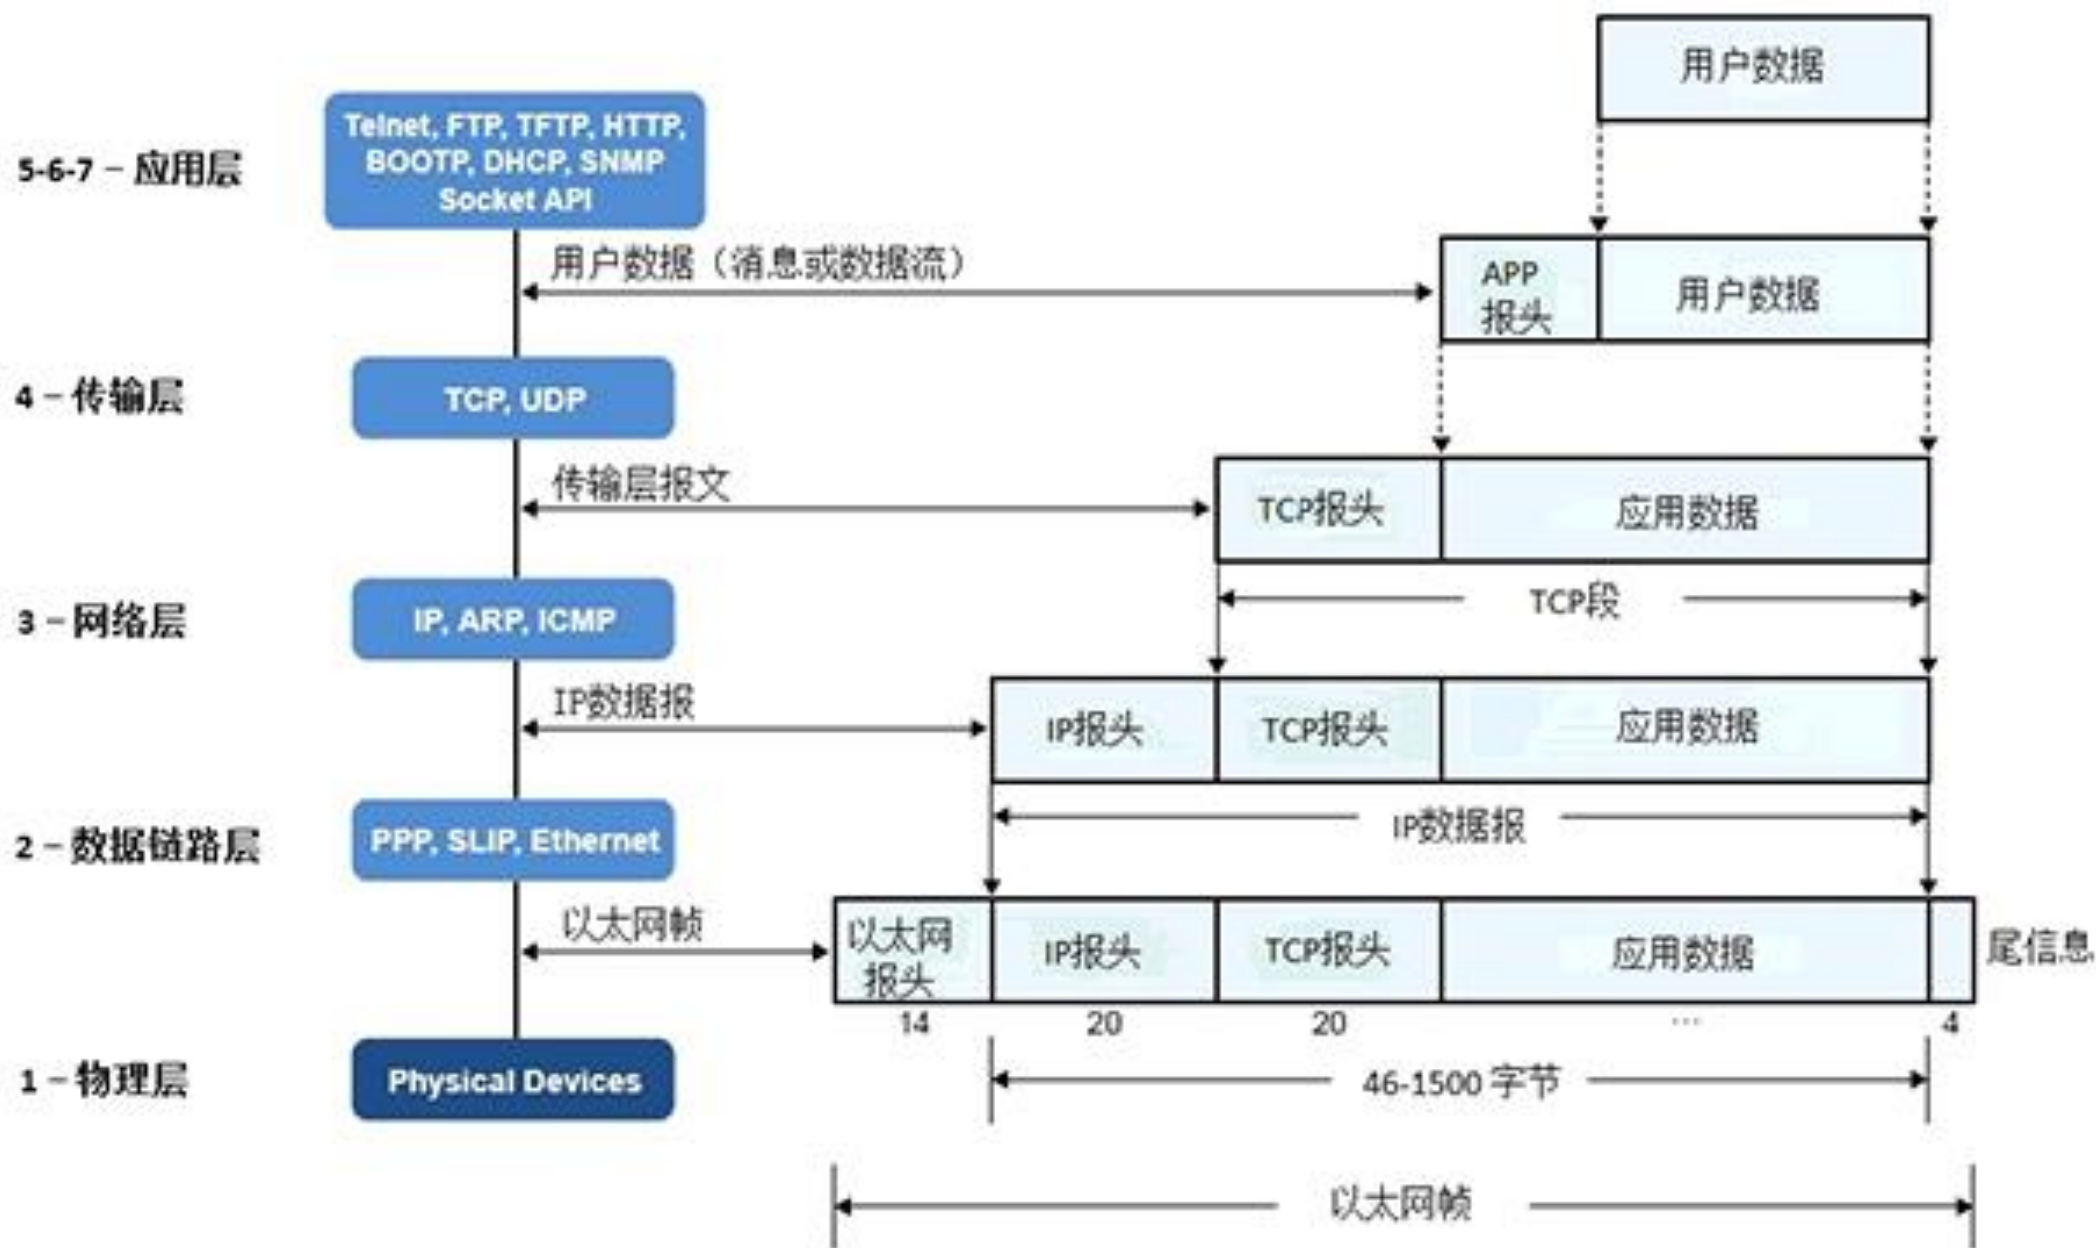 用户数据
Telnet, FTP, TFTP, HTTP,
BOOTP, DHCP, SNMP
Socket API
5-6-7 – 应用层
用户数据（消息或数据流）
APP
报头
用户数据
4 – 传输层
TCP, UDP
传输层报文
TCP报头
应用数据
TCP段
3 – 网络层
IP, ARP, ICMP
IP数据报
IP报头
TCP报头
应用数据
IP数据报
2 – 数据链路层
PPP, SLIP, Ethernet
以太网帧
以太网
报头
IP报头
TCP报头
应用数据
尾信息
14
20
20
...
4
1 – 物理层
Physical Devices
46-1500 字节
以太网帧